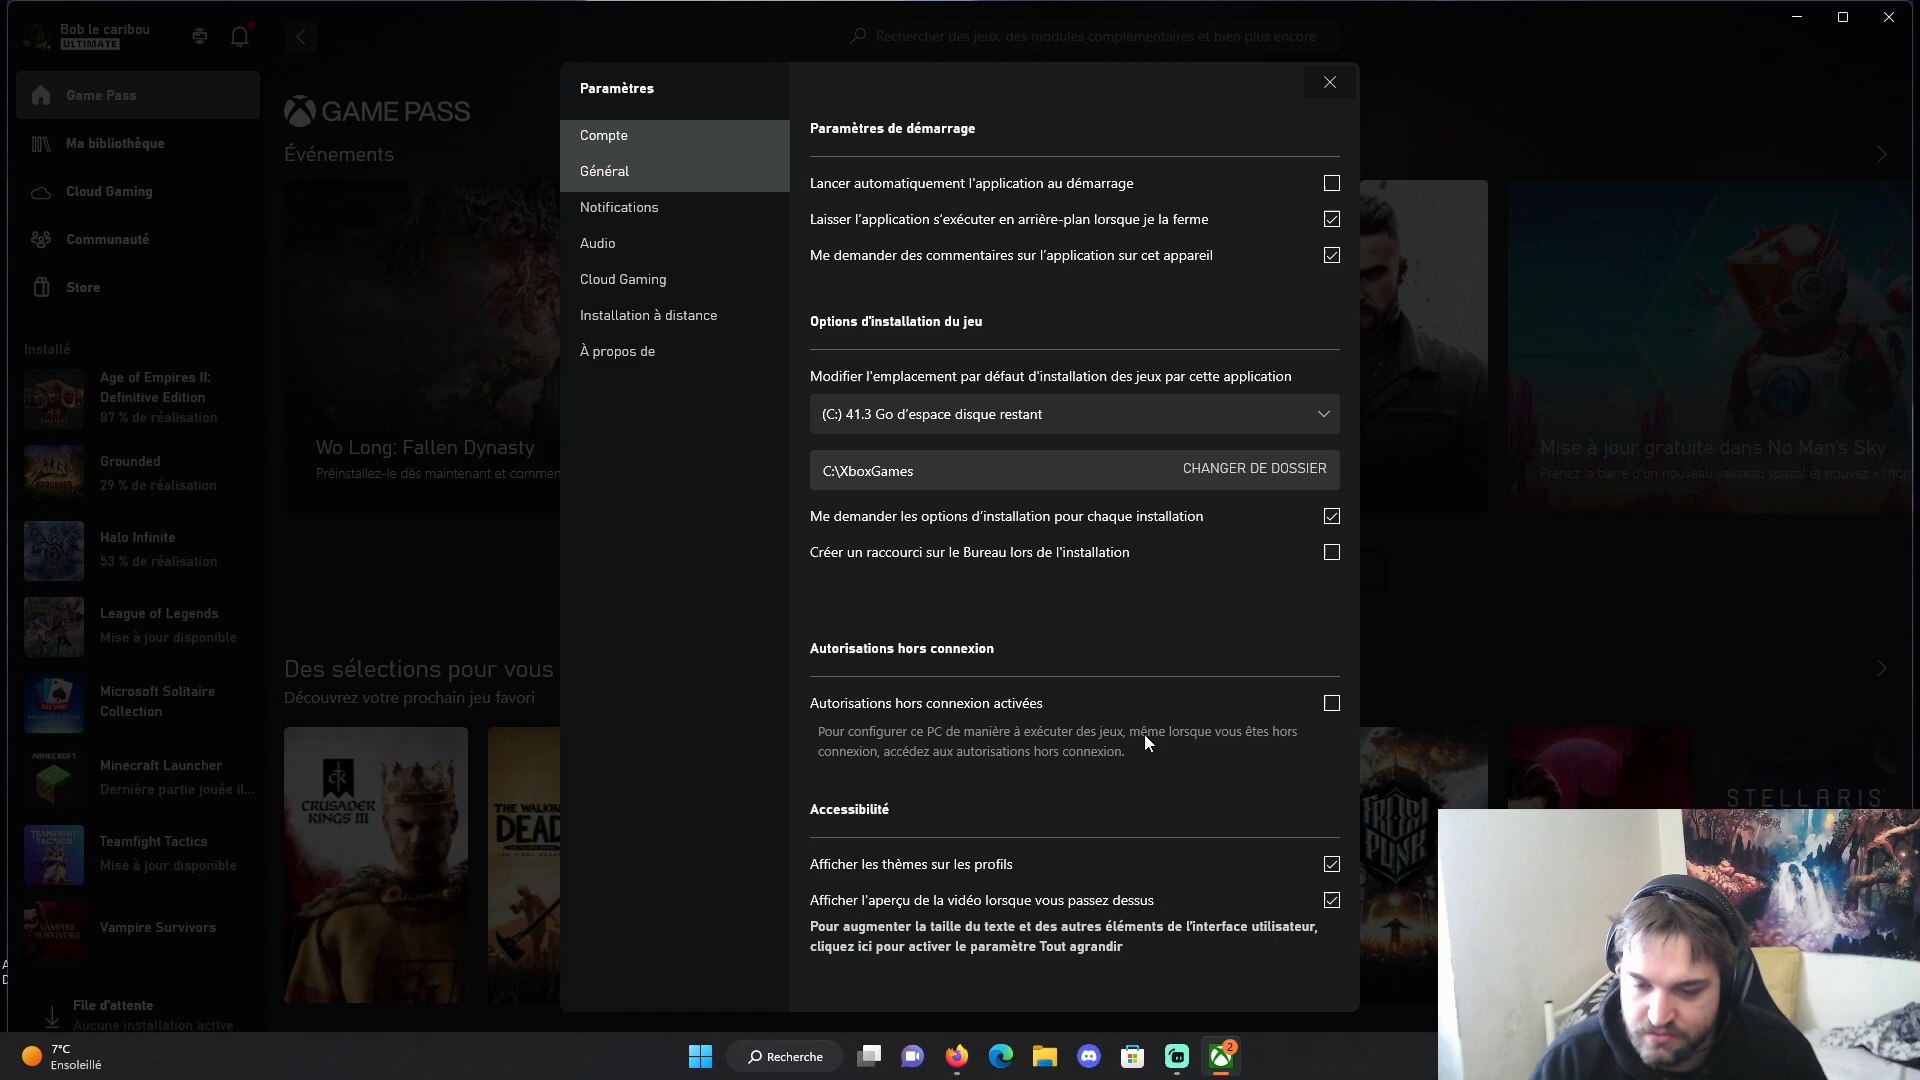 Bob le caribou
ULTIMATE
Rechercher des jeux, des modules complémentaires et bien plus encore
Game Pass
Ma bibliothèque
Cloud Gaming
Communauté
Store
Installé
Age of Empires II:
Definitive Edition
87 % de réalisation
Grounded
29 % de réalisation
Halo Infinite
53 % de réalisation
League of Legends
Mise à jour disponible
Microsoft Solitaire
Collection
Minecraft Launcher
Dernière partie jouée il...
Teamfight Tactics
Mise à jour disponible
Vampire Survivors
File d'attente
Aucune installation active
GAME PASS
Événements
Wo Long: Fallen Dynasty
Préinstallez-le dès maintenant et commen
Des sélections pour vous
Découvrez votre prochain jeu favori
CRUSADER
KINGS III
THE WALKIN
DEAD
Paramètres
Compte
Général
Notifications
Audio
Cloud Gaming
Installation à distance
À propos de
Paramètres de démarrage
Lancer automatiquement l'application au démarrage
Laisser l’application s’exécuter en arrière-plan lorsque je la ferme
Me demander des commentaires sur l’application sur cet appareil
Options d'installation du jeu
Modifier l'emplacement par défaut d'installation des jeux par cette application
(C:) 41.3 Go d’espace disque restant
C:\XboxGames
CHANGER DE DOSSIER
Me demander les options d’installation pour chaque installation
Créer un raccourci sur le Bureau lors de l'installation
Autorisations hors connexion
Autorisations hors connexion activées
Pour configurer ce PC de manière à exécuter des jeux, même lorsque vous êtes hors
connexion, accédez aux autorisations hors connexion.
Accessibilité
Afficher les thèmes sur les profils
Afficher l'aperçu de la vidéo lorsque vous passez dessus
Pour augmenter la taille du texte et des autres éléments de l’interface utilisateur,
cliquez ici pour activer le paramètre Tout agrandir
Mise à jour gratuite dans No Man's Sky
Prenez la barre d'un nouveau vaisseau spatial et trouvez « Utop
STELLARIS
7°C
Ensoleillé
Recherche
2